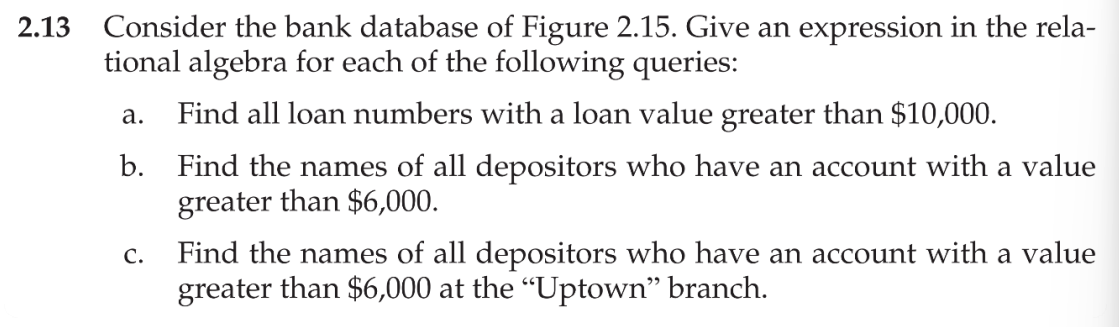 2.13 Consider the bank database of Figure 2.15. Give an expression in the rela-
tional algebra for each of the following queries:
a. Find all loan numbers with a loan value greater than $10,000.
b. Find the names of all depositors who have an account with a value
greater than $6,000.
c. Find the names of all depositors who have an account with a value
greater than $6,000 at the “Uptown” branch.